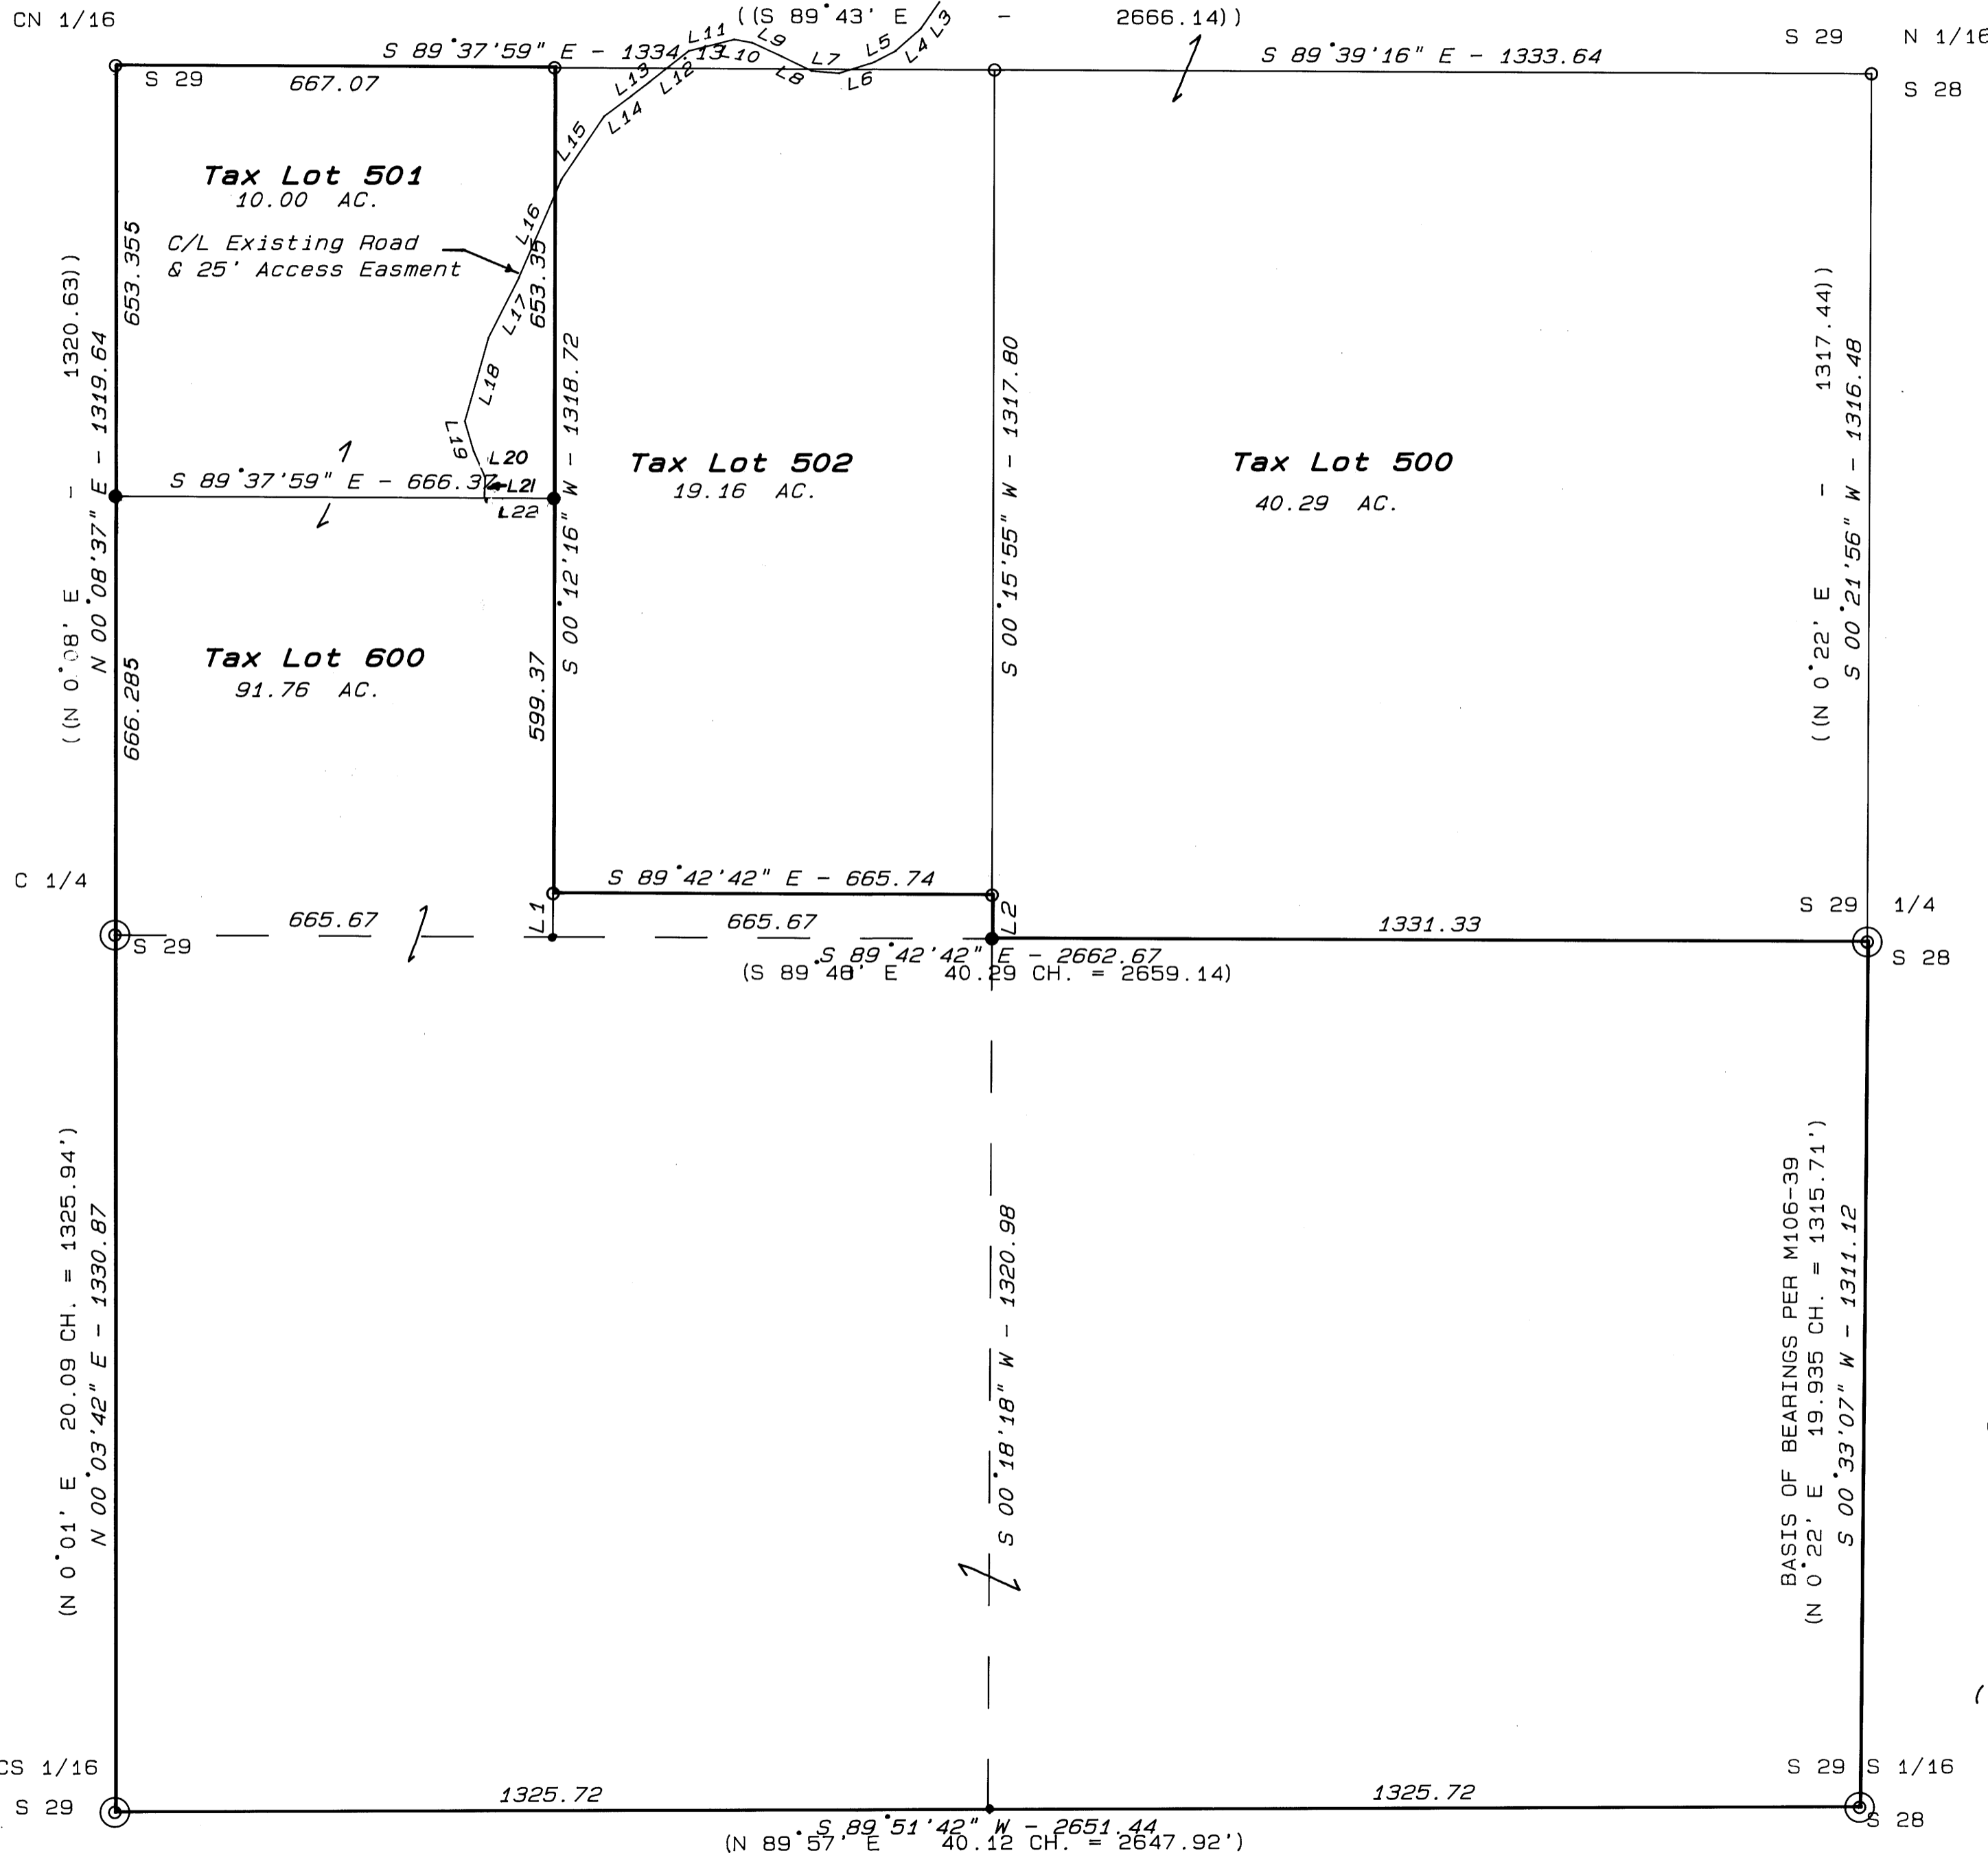 CN 1/16
((S 89°43' E - 2666.14))
S 29 N 1/16
S 89°37'59" E - 1334.13
S 89°39'16" E - 1333.64
S 29
667.07
S 28
L3
L4
L5
L6
L7
L8
L9
L10
L11
L12
L13
L14
L15
L16
L17
L18
L19
L20
L21
L22
Tax Lot 501
10.00 AC.
C/L Existing Road
& 25' Access Easment
653.355
653.35
((N 0°08' E - 1320.63))
N 00°08'37" E - 1319.64
S 00°12'16" W - 1318.72
S 00°15'55" W - 1317.80
((N 0°22' E - 1317.44))
S 00°21'56" W - 1316.48
S 89°37'59" E - 666.37
Tax Lot 502
19.16 AC.
Tax Lot 500
40.29 AC.
Tax Lot 600
91.76 AC.
666.285
599.37
C 1/4
S 89°42'42" E - 665.74
L1
L2
S 29 1/4
665.67
665.67
1331.33
S 29
S 89°42'42" E - 2662.67
S 28
(S 89°48' E 40.29 CH. = 2659.14)
(N 0°01' E 20.09 CH. = 1325.94')
N 00°03'42" E - 1330.87
S 00°18'18" W - 1320.98
BASIS OF BEARINGS PER M106-39
(N 0°22' E 19.935 CH. = 1315.71')
S 00°33'07" W - 1311.12
CS 1/16
S 29 S 1/16
S 29
1325.72
1325.72
S 28
S 89°51'42" W - 2651.44
(N 89°57' E 40.12 CH. = 2647.92')